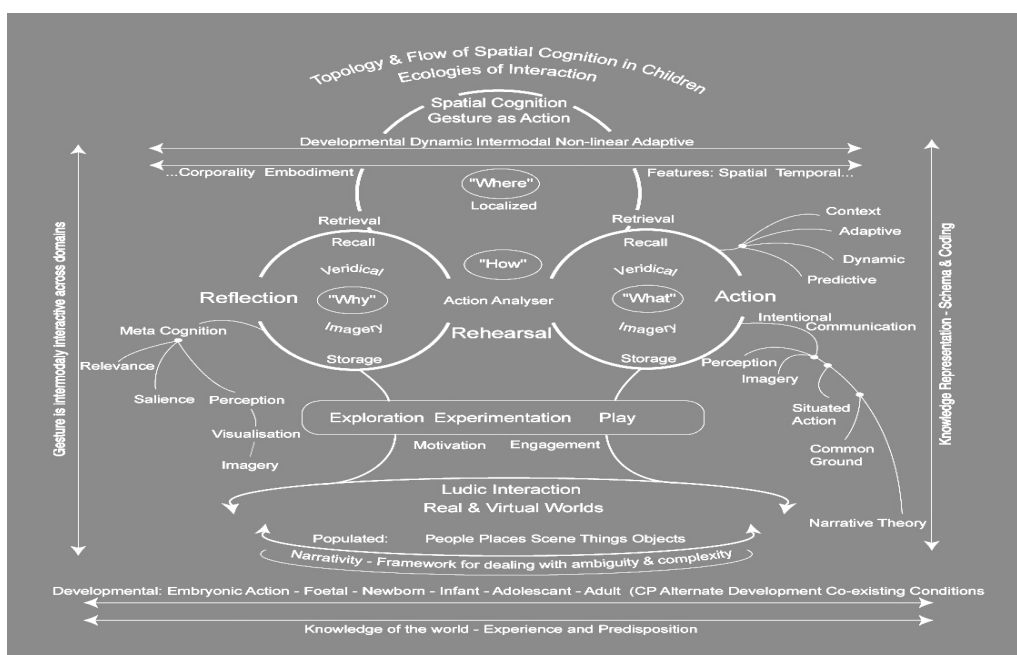 Topology & Flow of Spatial Cognition in Children
Ecologies of Interaction
Spatial Cognition
Gesture as Action
Developmental Dynamic Intermodal Non-linear Adaptive
...Corporality Embodiment
Features: Spatial Temporal...
"Where"
Localized
Retrieval
Recall
Veridical
"Why"
Imagery
Storage
Reflection
"How"
Action Analyser
Rehearsal
Retrieval
Recall
Veridical
"What"
Imagery
Storage
Action
Context
Adaptive
Dynamic
Predictive
Intentional
Communication
Perception
Imagery
Situated
Action
Common
Ground
Narrative Theory
Meta Cognition
Relevance
Salience
Perception
Visualisation
Imagery
Exploration Experimentation Play
Motivation Engagement
Ludic Interaction
Real & Virtual Worlds
Populated: People Places Scene Things Objects
Narrativity - Framework for dealing with ambiguity & complexity
Developmental: Embryonic Action - Foetal - Newborn - Infant - Adolescant - Adult (CP Alternate Development Co-existing Conditions
Knowledge of the world - Experience and Predisposition
Gesture is intermodaly interactive across domains
Knowledge Representation - Schema & Coding